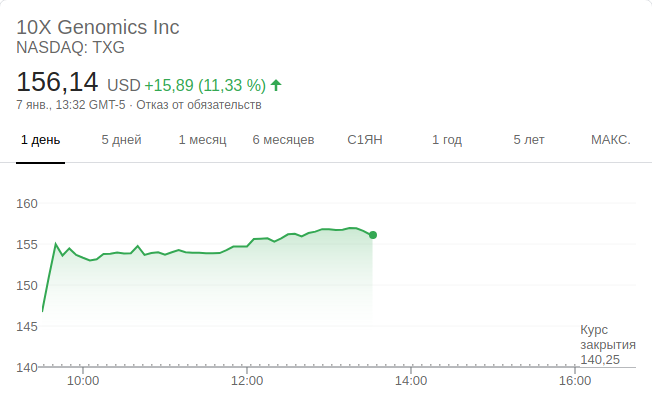 10X Genomics Inc
NASDAQ: TXG
156,14 USD +15,89 (11,33 %)
7 янв., 13:32 GMT-5 · Отказ от обязательств
1 день 5 дней 1 месяц 6 месяцев С1ЯН 1 год 5 лет МАКС.
160
155
150
145
Курс
закрытия
140,25
140
10:00 12:00 14:00 16:00